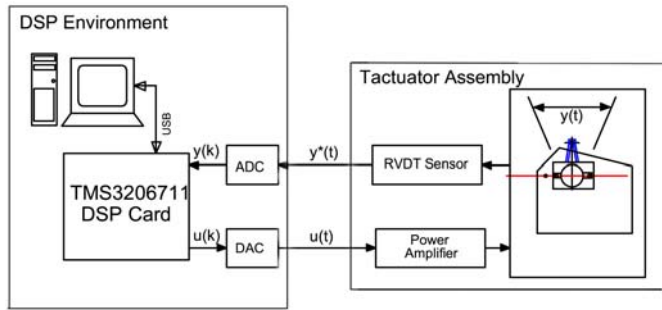 DSP Environment
Tactuator Assembly
y(t)
USB
y(k)
ADC
y*(t)
RVDT Sensor
TMS3206711
DSP Card
u(k)
DAC
u(t)
Power
Amplifier